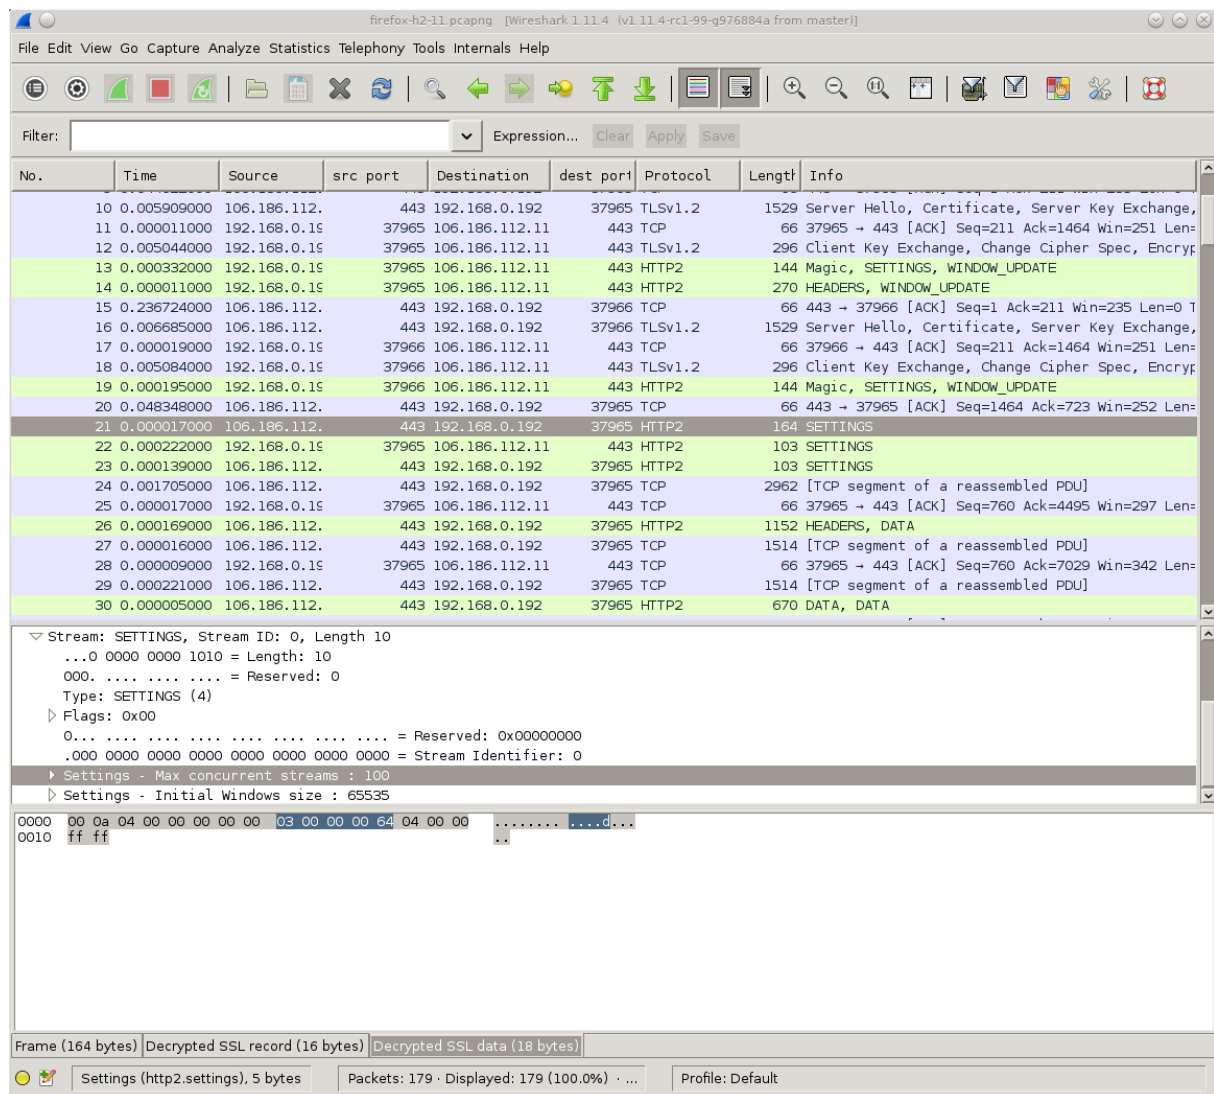 firefox-h2-11.pcapng [Wireshark 1.11.4 (v1.11.4-rc1-99-g976884a from master)]
File Edit View Go Capture Analyze Statistics Telephony Tools Internals Help
Filter: Expression... Clear Apply Save
No. Time Source src port Destination dest port Protocol Length Info
10 0.005909000 106.186.112. 443 192.168.0.192 37965 TLSv1.2 1529 Server Hello, Certificate, Server Key Exchange,
11 0.000011000 192.168.0.19 37965 106.186.112.11 443 TCP 66 37965 → 443 [ACK] Seq=211 Ack=1464 Win=251 Len=
12 0.005044000 192.168.0.19 37965 106.186.112.11 443 TLSv1.2 296 Client Key Exchange, Change Cipher Spec, Encryp
13 0.000332000 192.168.0.19 37965 106.186.112.11 443 HTTP2 144 Magic, SETTINGS, WINDOW_UPDATE
14 0.000011000 192.168.0.19 37965 106.186.112.11 443 HTTP2 270 HEADERS, WINDOW_UPDATE
15 0.236724000 106.186.112. 443 192.168.0.192 37966 TCP 66 443 → 37966 [ACK] Seq=1 Ack=211 Win=235 Len=0 T
16 0.006685000 106.186.112. 443 192.168.0.192 37966 TLSv1.2 1529 Server Hello, Certificate, Server Key Exchange,
17 0.000019000 192.168.0.19 37966 106.186.112.11 443 TCP 66 37966 → 443 [ACK] Seq=211 Ack=1464 Win=251 Len=
18 0.005084000 192.168.0.19 37966 106.186.112.11 443 TLSv1.2 296 Client Key Exchange, Change Cipher Spec, Encryp
19 0.000195000 192.168.0.19 37966 106.186.112.11 443 HTTP2 144 Magic, SETTINGS, WINDOW_UPDATE
20 0.048348000 106.186.112. 443 192.168.0.192 37965 TCP 66 443 → 37965 [ACK] Seq=1464 Ack=723 Win=252 Len=
21 0.000017000 106.186.112. 443 192.168.0.192 37965 HTTP2 164 SETTINGS
22 0.000222000 192.168.0.19 37965 106.186.112.11 443 HTTP2 103 SETTINGS
23 0.000139000 106.186.112. 443 192.168.0.192 37965 HTTP2 103 SETTINGS
24 0.001705000 106.186.112. 443 192.168.0.192 37965 TCP 2962 [TCP segment of a reassembled PDU]
25 0.000017000 192.168.0.19 37965 106.186.112.11 443 TCP 66 37965 → 443 [ACK] Seq=760 Ack=4495 Win=297 Len=
26 0.000169000 106.186.112. 443 192.168.0.192 37965 HTTP2 1152 HEADERS, DATA
27 0.000016000 106.186.112. 443 192.168.0.192 37965 TCP 1514 [TCP segment of a reassembled PDU]
28 0.000009000 192.168.0.19 37965 106.186.112.11 443 TCP 66 37965 → 443 [ACK] Seq=760 Ack=7029 Win=342 Len=
29 0.000221000 106.186.112. 443 192.168.0.192 37965 TCP 1514 [TCP segment of a reassembled PDU]
30 0.000005000 106.186.112. 443 192.168.0.192 37965 HTTP2 670 DATA, DATA
Stream: SETTINGS, Stream ID: 0, Length 10
...0 0000 0000 1010 = Length: 10
000. .... .... .... = Reserved: 0
Type: SETTINGS (4)
Flags: 0x00
0... .... .... .... .... .... .... .... = Reserved: 0x00000000
.000 0000 0000 0000 0000 0000 0000 0000 = Stream Identifier: 0
Settings - Max concurrent streams : 100
Settings - Initial Windows size : 65535
0000 00 0a 04 00 00 00 00 00 03 00 00 00 64 04 00 00 ........ ....d...
0010 ff ff ..
Frame (164 bytes) Decrypted SSL record (16 bytes) Decrypted SSL data (18 bytes)
Settings (http2.settings), 5 bytes Packets: 179 · Displayed: 179 (100.0%) · ... Profile: Default